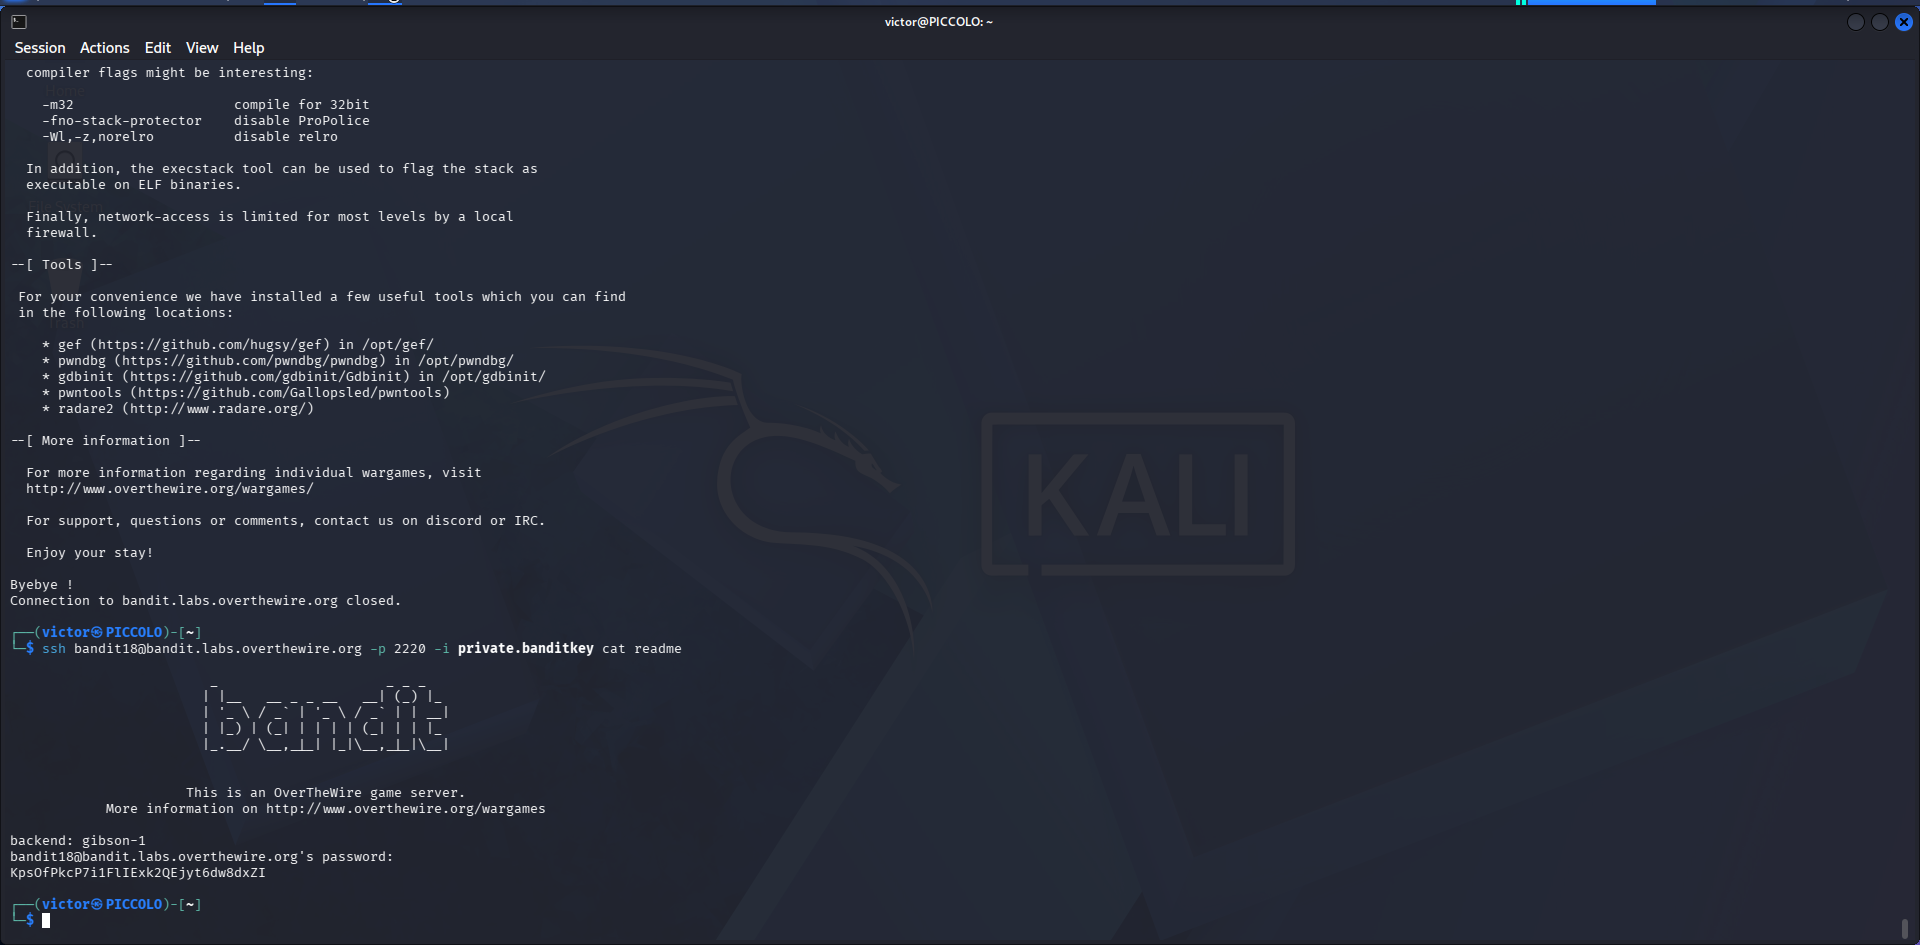 victor@PICCOLO: ~
Session Actions Edit View Help
compiler flags might be interesting:
-m32 compile for 32bit
-fno-stack-protector disable ProPolice
-Wl,-z,norelro disable relro
In addition, the execstack tool can be used to flag the stack as
executable on ELF binaries.
Finally, network-access is limited for most levels by a local
firewall.
--[ Tools ]--
For your convenience we have installed a few useful tools which you can find
in the following locations:
* gef (https://github.com/hugsy/gef) in /opt/gef/
* pwndbg (https://github.com/pwndbg/pwndbg) in /opt/pwndbg/
* gdbinit (https://github.com/gdbinit/Gdbinit) in /opt/gdbinit/
* pwntools (https://github.com/Gallopsled/pwntools)
* radare2 (http://www.radare.org/)
--[ More information ]--
For more information regarding individual wargames, visit
http://www.overthewire.org/wargames/
For support, questions or comments, contact us on discord or IRC.
Enjoy your stay!
Byebye !
Connection to bandit.labs.overthewire.org closed.
┌──(victor㉿PICCOLO)-[~]
└─$ ssh bandit18@bandit.labs.overthewire.org -p 2220 -i private.banditkey cat readme
bandit
This is an OverTheWire game server.
More information on http://www.overthewire.org/wargames
backend: gibson-1
bandit18@bandit.labs.overthewire.org's password:
KpsOfPkcP7i1FlIExk2QEjyt6dw8dxZI
┌──(victor㉿PICCOLO)-[~]
└─$
KALI
Home
File System
Trash